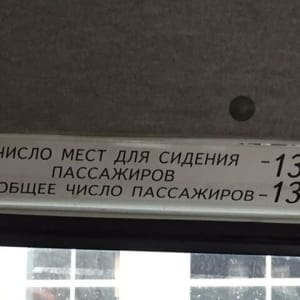 ЧИСЛО МЕСТ ДЛЯ СИДЕНИЯ -13
ПАССАЖИРОВ
ОБЩЕЕ ЧИСЛО ПАССАЖИРОВ-13